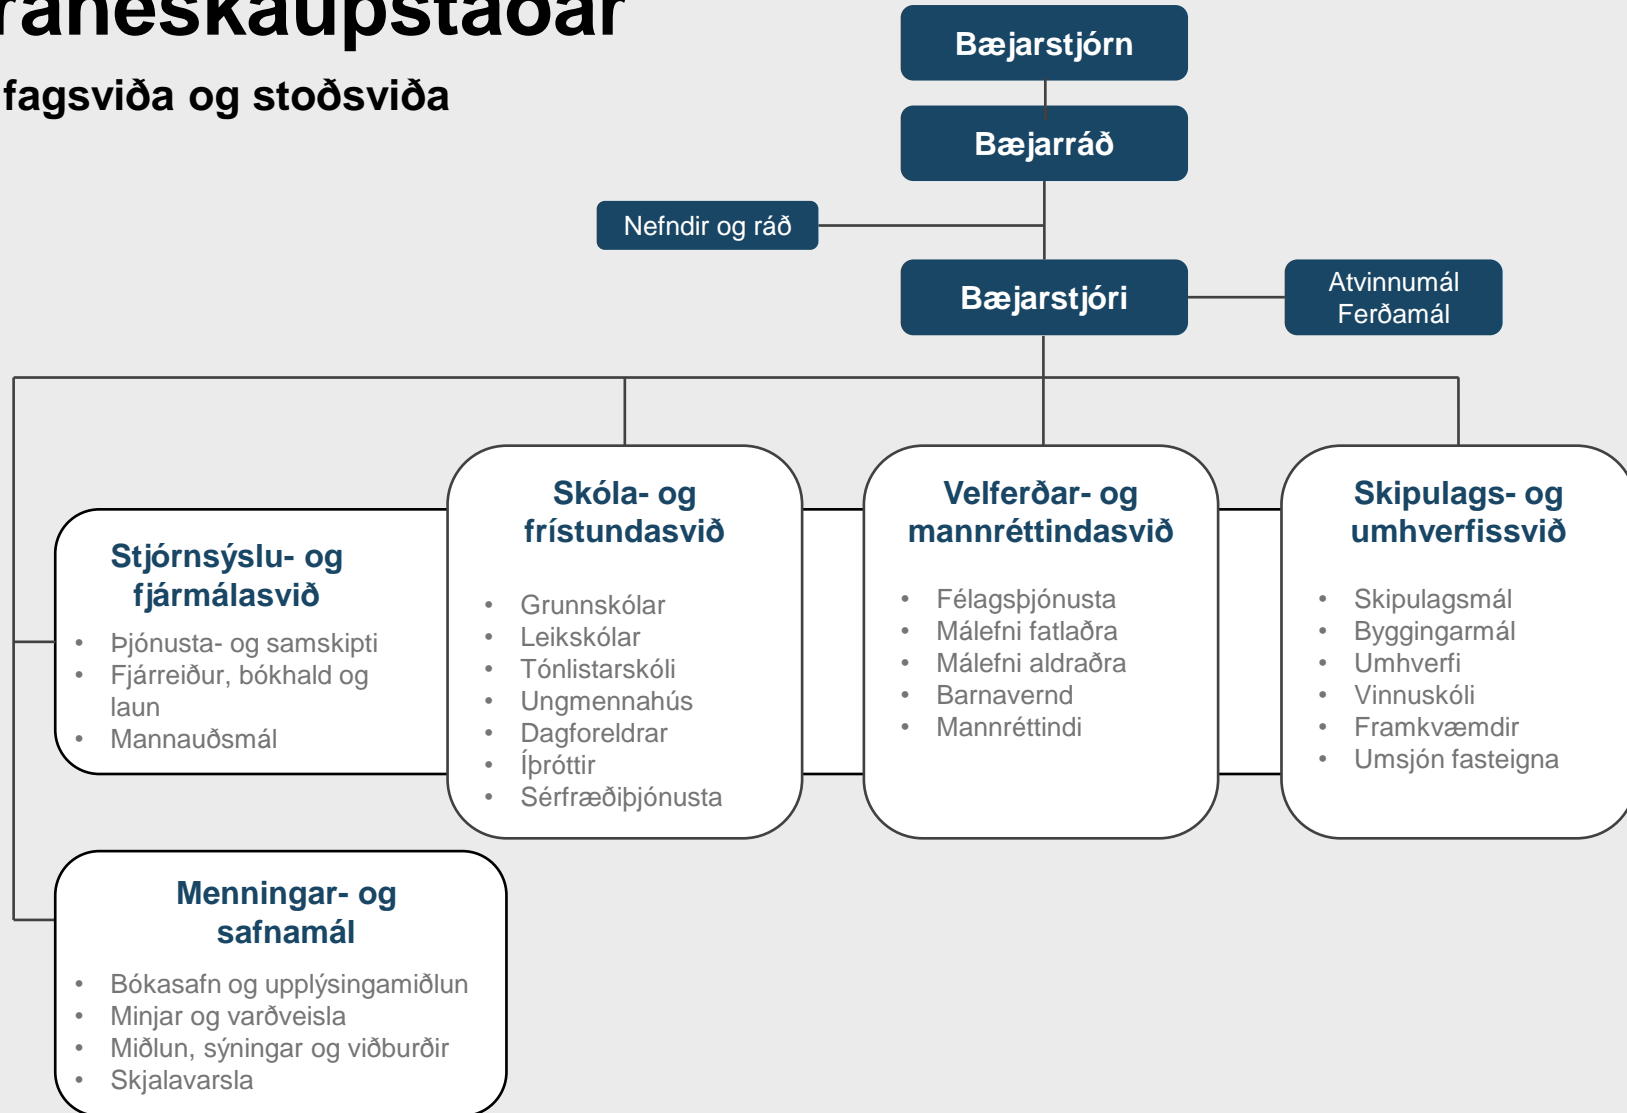 raneskaupstaðar
fagsviða og stoðsviða
Bæjarstjórn
Bæjarráð
Nefndir og ráð
Bæjarstjóri
Atvinnumál
Ferðamál
Stjórnsýslu- og
fjármálasvið
• Þjónusta- og samskipti
• Fjárreiður, bókhald og
laun
• Mannauðsmál
Skóla- og
frístundasvið
• Grunnskólar
• Leikskólar
• Tónlistarskóli
• Ungmennahús
• Dagforeldrar
• Íþróttir
• Sérfræðiþjónusta
Velferðar- og
mannréttindasvið
• Félagsþjónusta
• Málefni fatlaðra
• Málefni aldraðra
• Barnavernd
• Mannréttindi
Skipulags- og
umhverfissvið
• Skipulagsmál
• Byggingarmál
• Umhverfi
• Vinnuskóli
• Framkvæmdir
• Umsjón fasteigna
Menningar- og
safnamál
• Bókasafn og upplýsingamiðlun
• Minjar og varðveisla
• Miðlun, sýningar og viðburðir
• Skjalavarsla